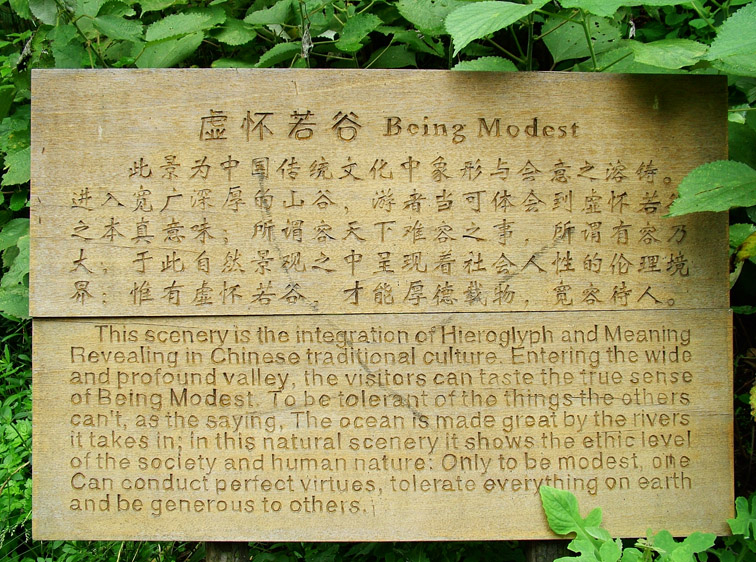 虚怀若谷 Being Modest
此景为中国传统文化中象形与会意之溶铸。
进入宽广深厚的山谷，游者当可体会到虚怀若
之本真意味；所谓容天下难容之事，所谓有容乃
大，于此自然景观之中呈现着社会人性的伦理境
界：惟有虚怀若谷，才能厚德载物，宽容待人。
This scenery is the integration of Hieroglyph and Meaning
Revealing in Chinese traditional culture. Entering the wide
and profound valley, the visitors can taste the true sense
of Being Modest. To be tolerant of the things the others
can't, as the saying, The ocean is made great by the rivers
it takes in; in this natural scenery it shows the ethic level
of the society and human nature: Only to be modest, one
Can conduct perfect virtues, tolerate everything on earth
and be generous to others.